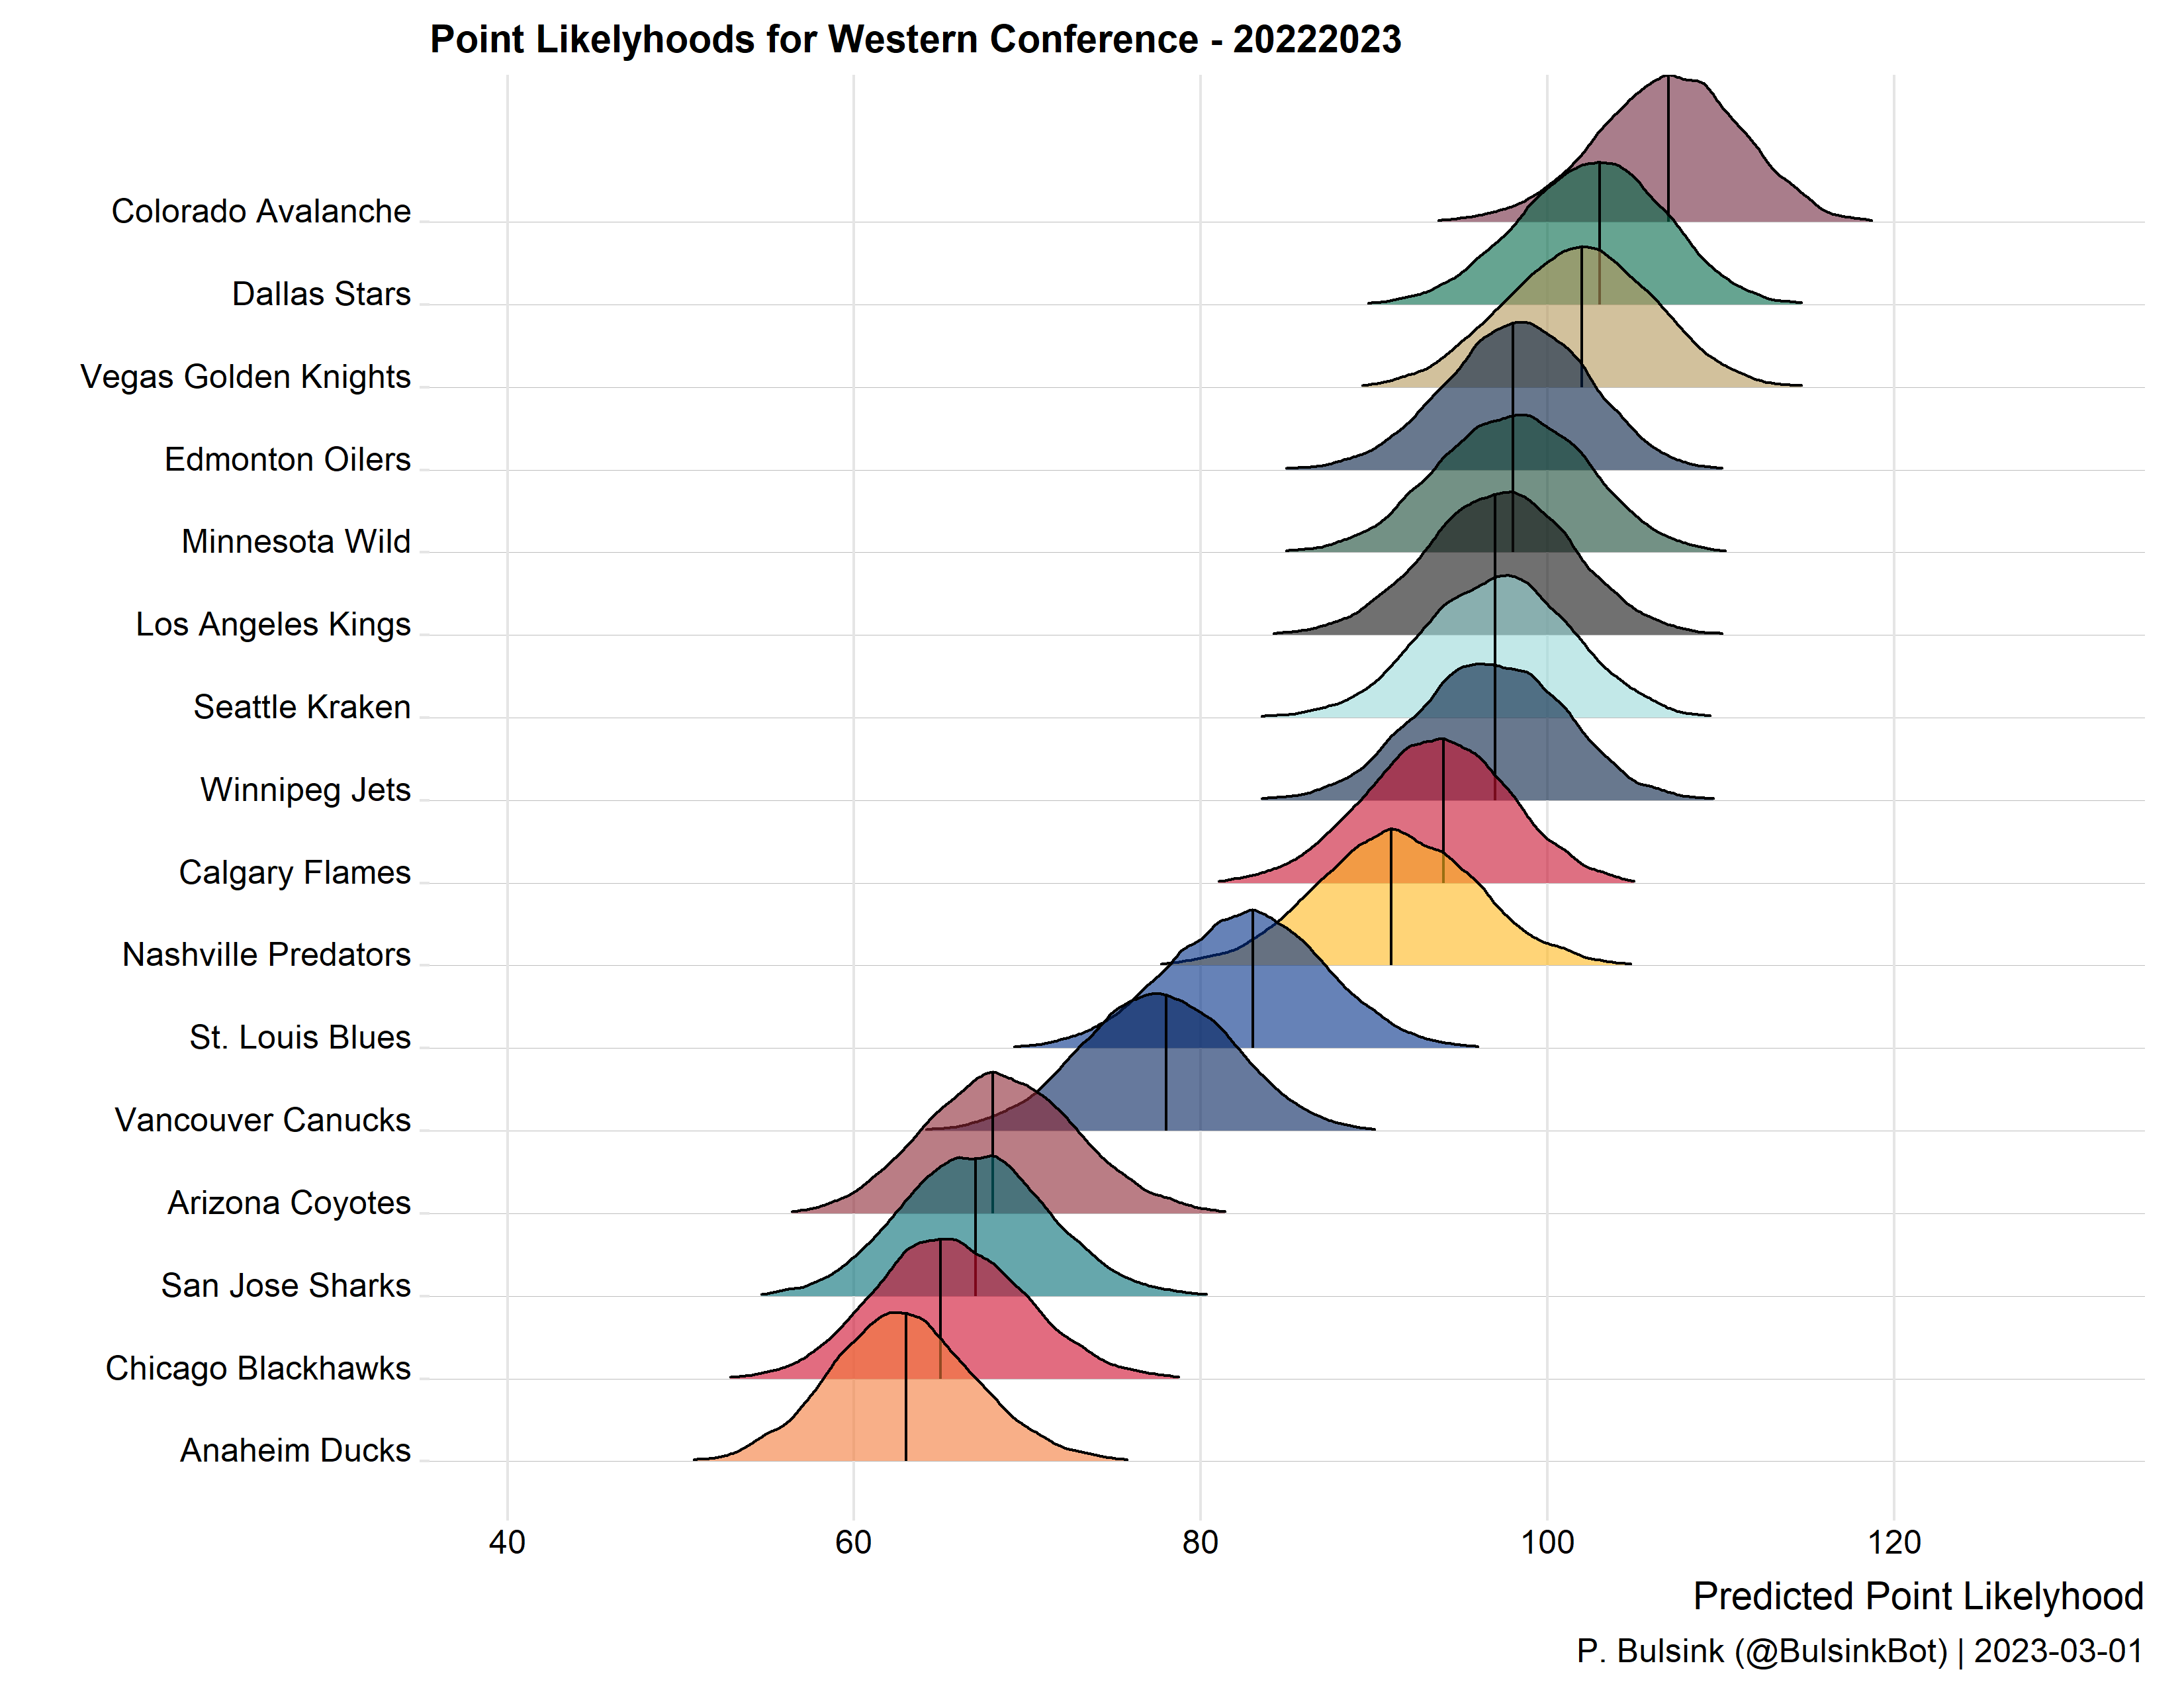 Point Likelyhoods for Western Conference - 20222023
Colorado Avalanche
Dallas Stars
Vegas Golden Knights
Edmonton Oilers
Minnesota Wild
Los Angeles Kings
Seattle Kraken
Winnipeg Jets
Calgary Flames
Nashville Predators
St. Louis Blues
Vancouver Canucks
Arizona Coyotes
San Jose Sharks
Chicago Blackhawks
Anaheim Ducks
40 60 80 100 120
Predicted Point Likelyhood
P. Bulsink (@BulsinkBot) | 2023-03-01